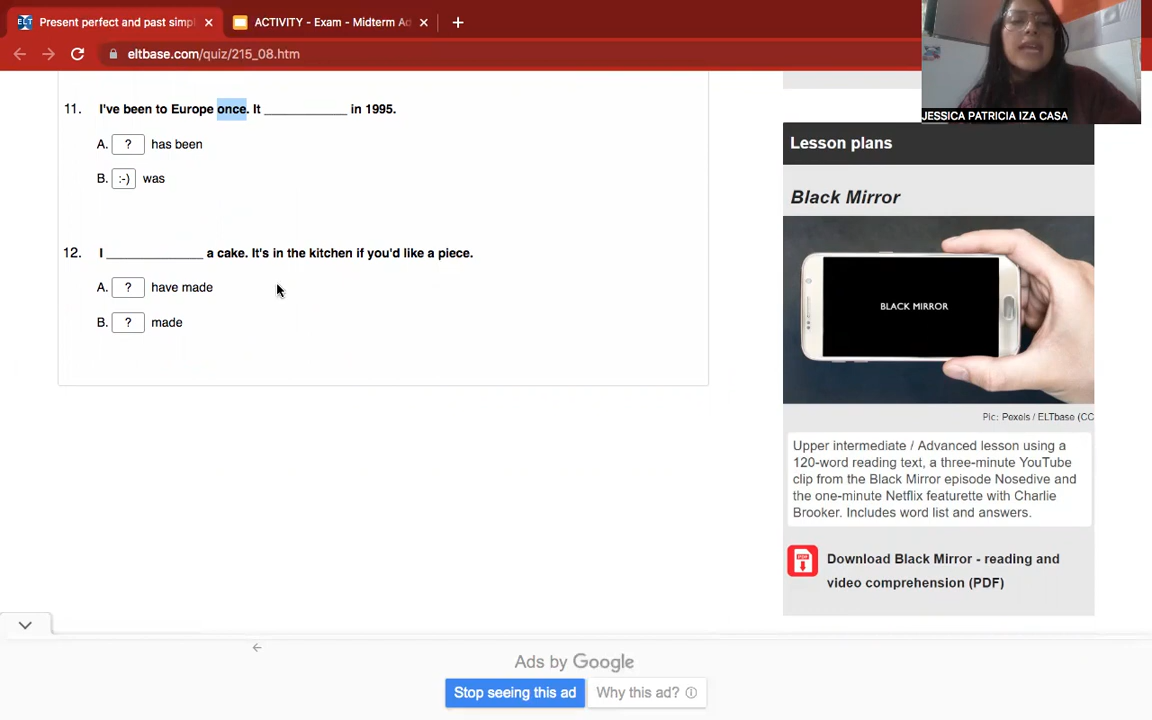 Present perfect and past simp
ACTIVITY - Exam - Midterm Ad
eltbase.com/quiz/215_08.htm
JESSICA PATRICIA IZA CASA
11. I've been to Europe once. It ____________ in 1995.
A. ? has been
B. :-) was
12. I ______________ a cake. It's in the kitchen if you'd like a piece.
A. ? have made
B. ? made
Lesson plans
Black Mirror
BLACK MIRROR
Pic: Pexels / ELTbase (CC
Upper intermediate / Advanced lesson using a
120-word reading text, a three-minute YouTube
clip from the Black Mirror episode Nosedive and
the one-minute Netflix featurette with Charlie
Brooker. Includes word list and answers.
Download Black Mirror - reading and
video comprehension (PDF)
Ads by Google
Stop seeing this ad
Why this ad?